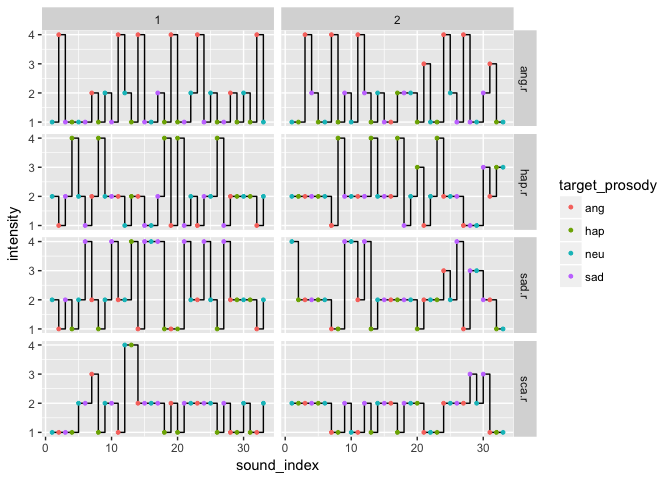 1 2
4
3
2
1
ang.r
4
3
2
1
hap.r
4
3
2
1
sad.r
4
3
2
1
sca.r
0 10 20 30 0 10 20 30
sound_index
intensity
target_prosody
ang
hap
neu
sad